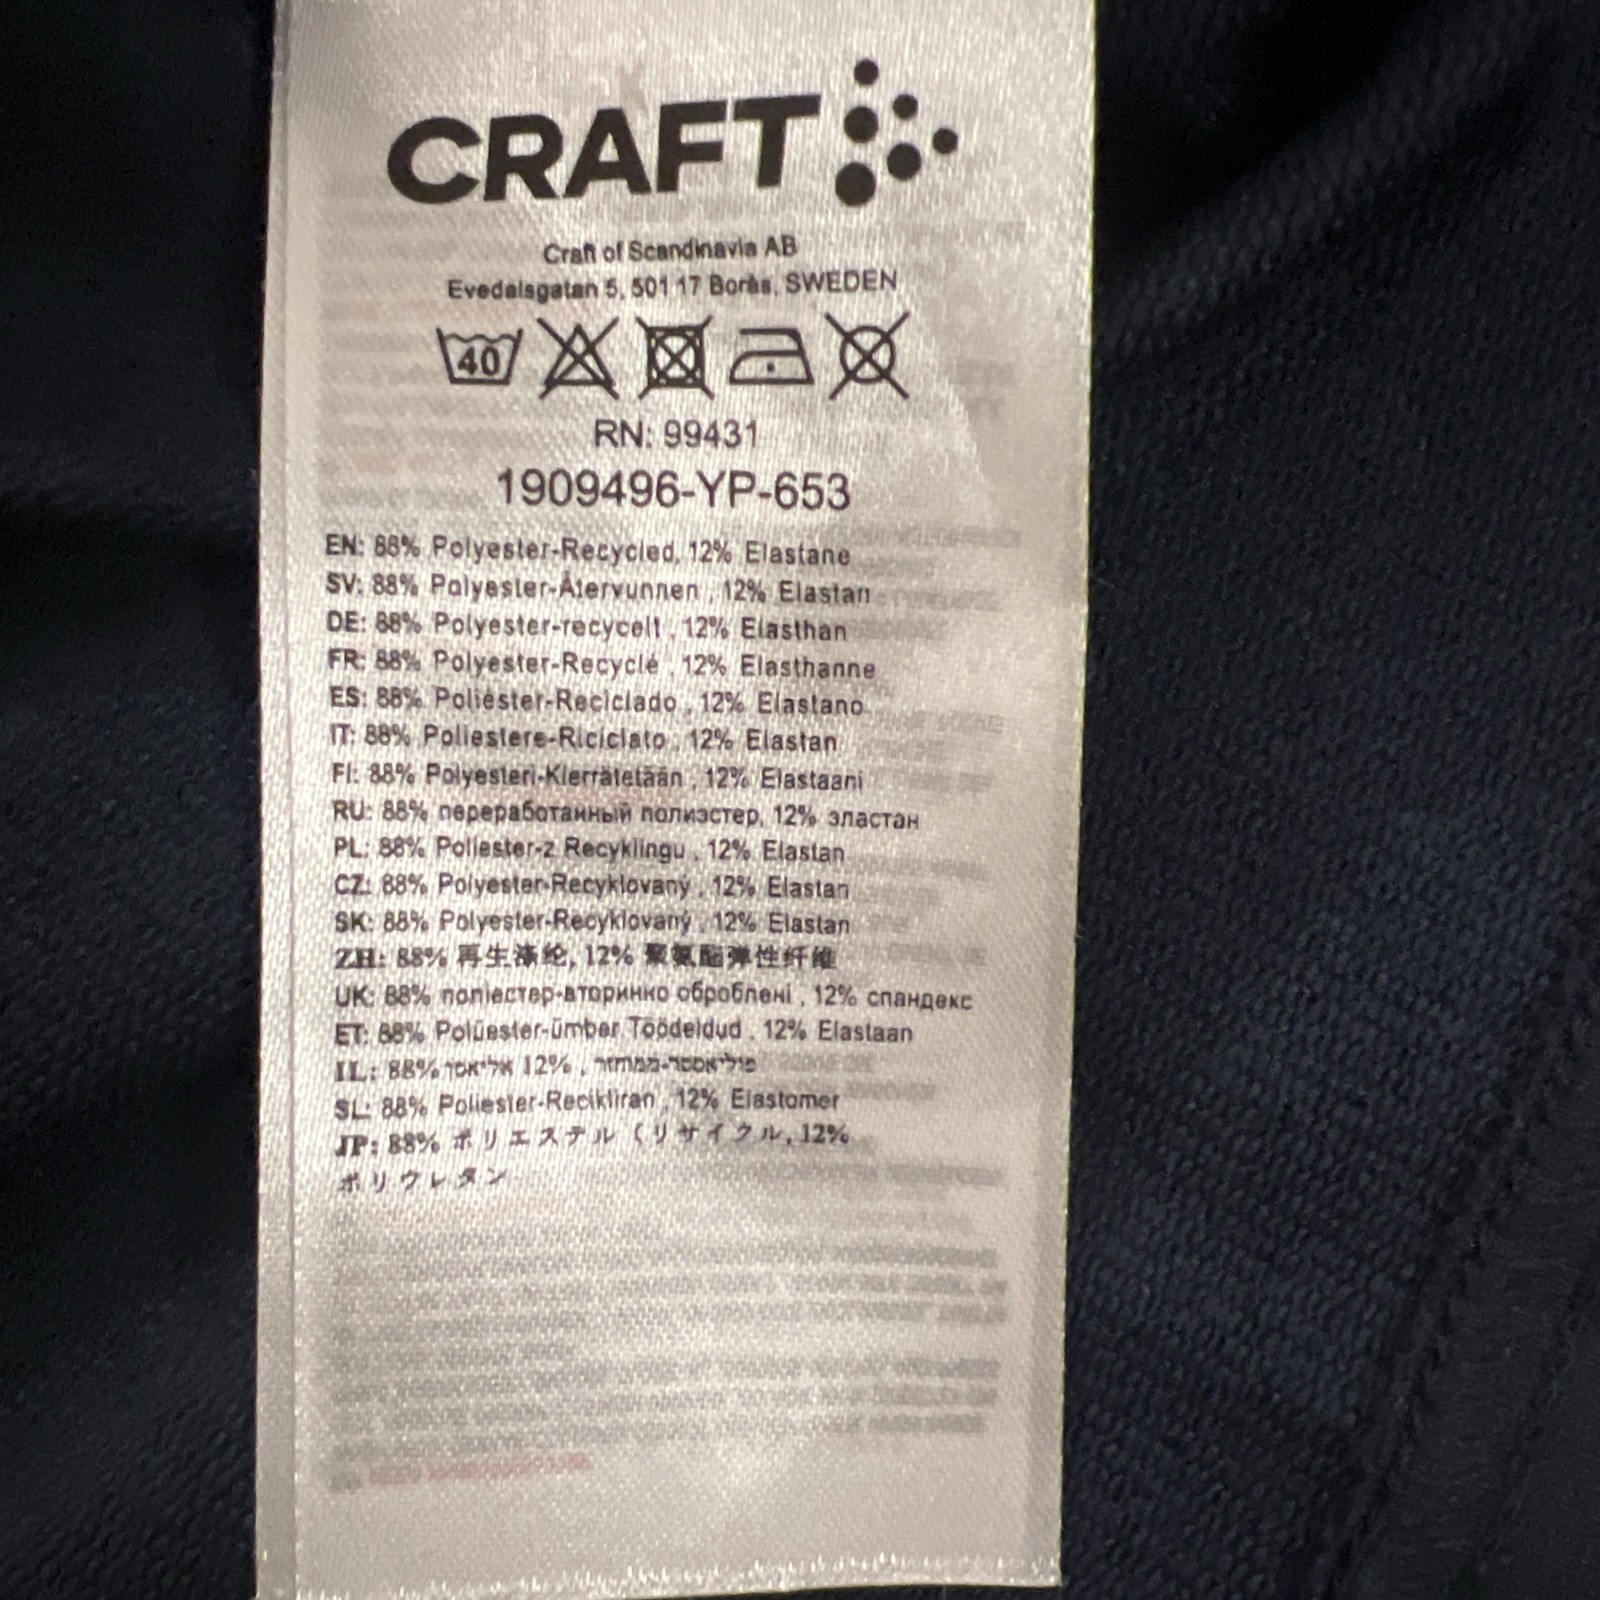 CRAFT
Craft of Scandinavia AB
Evedalsgatan 5, 501 17 Borås, SWEDEN
40
RN: 99431
1909496-YP-653
EN: 88% Polyester-Recycled, 12% Elastane
SV: 88% Polyester-Återvunnen , 12% Elastan
DE: 88% Polyester-recycelt , 12% Elasthan
FR: 88% Polyester-Recyclé , 12% Elasthanne
ES: 88% Poliéster-Reciclado , 12% Elastano
IT: 88% Poliestere-Riciclato , 12% Elastan
FI: 88% Polyesteri-Kierrätetään , 12% Elastaani
RU: 88% переработанный полиэстер, 12% эластан
PL: 88% Poliester-z Recyklingu , 12% Elastan
CZ: 88% Polyester-Recyklovaný , 12% Elastan
SK: 88% Polyester-Recyklovaný , 12% Elastan
ZH: 88% 再生涤纶, 12% 聚氨酯弹性纤维
UK: 88% поліестер-вторинно оброблені , 12% спандекс
ET: 88% Polüester-ümber Töödeldud , 12% Elastaan
IL: 88% פוליאסטר-ממחזר , 12%
SL: 88% Poliester-Recikliran , 12% Elastomer
JP: 88% ポリエステル (リサイクル, 12%
ポリウレタン